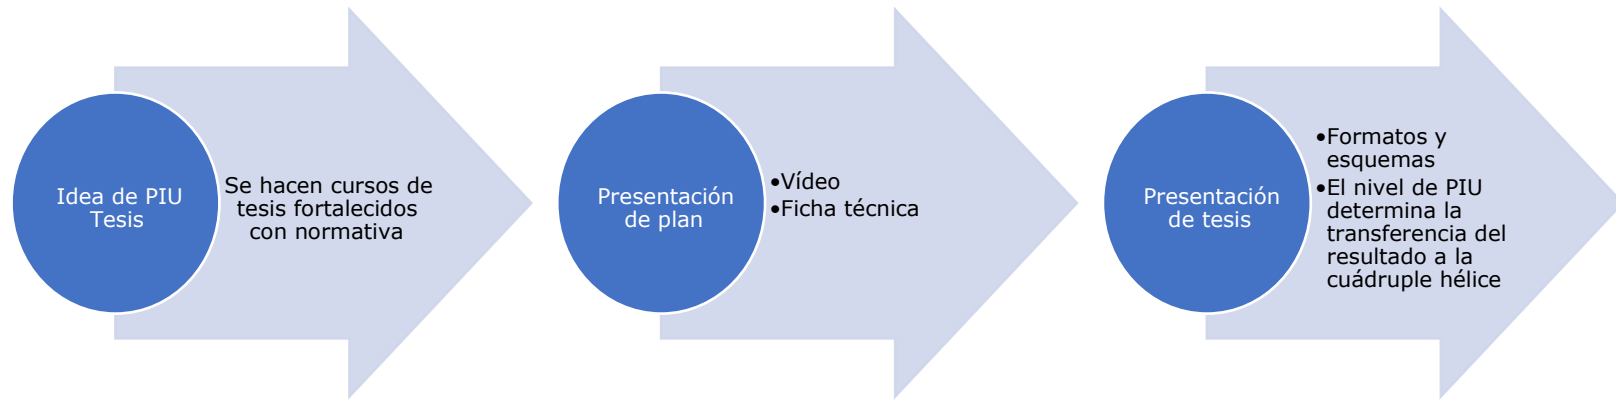 Idea de PIU
Tesis
Se hacen cursos de
tesis fortalecidos
con normativa
Presentación
de plan
•Vídeo
•Ficha técnica
Presentación
de tesis
•Formatos y
esquemas
•El nivel de PIU
determina la
transferencia del
resultado a la
cuádruple hélice